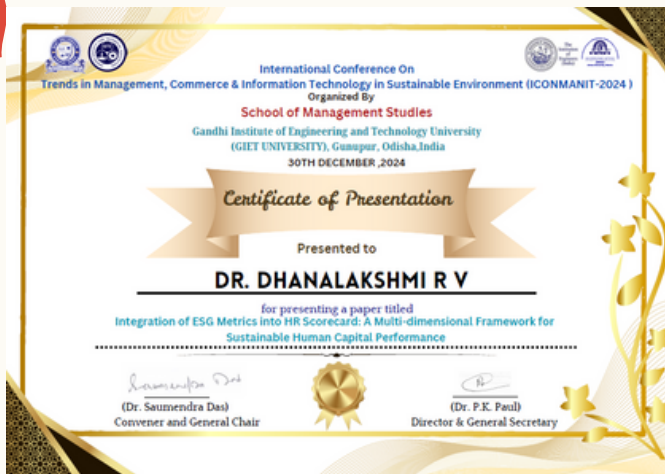 International Conference On
Trends in Management, Commerce & Information Technology in Sustainable Environment (ICONMANIT-2024 )
Organized By
School of Management Studies
Gandhi Institute of Engineering and Technology University
(GIET UNIVERSITY), Gunupur, Odisha,India
30TH DECEMBER ,2024
Certificate of Presentation
Presented to
DR. DHANALAKSHMI R V
for presenting a paper titled
Integration of ESG Metrics into HR Scorecard: A Multi-dimensional Framework for
Sustainable Human Capital Performance
(Dr. Saumendra Das)
Convener and General Chair
(Dr. P.K. Paul)
Director & General Secretary